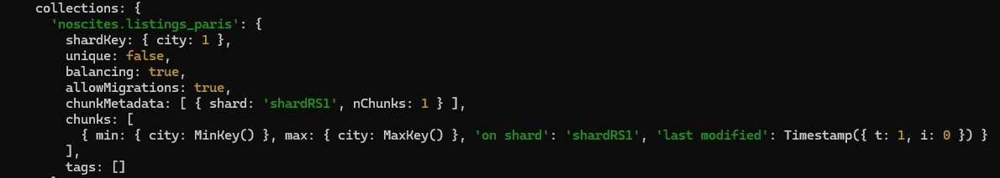 collections: {
'noscites.listings_paris': {
shardKey: { city: 1 },
unique: false,
balancing: true,
allowMigrations: true,
chunkMetadata: [ { shard: 'shardRS1', nChunks: 1 } ],
chunks: [
{ min: { city: MinKey() }, max: { city: MaxKey() }, 'on shard': 'shardRS1', 'last modified': Timestamp({ t: 1, i: 0 }) }
],
tags: []
}